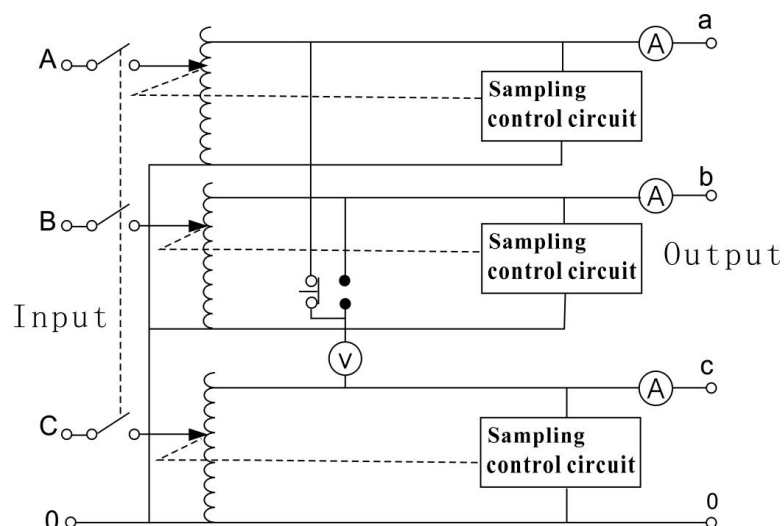 a
A
A
Sampling
control circuit
b
B
A
Sampling
control circuit
Output
Input
V
c
A
C
Sampling
control circuit
0
0